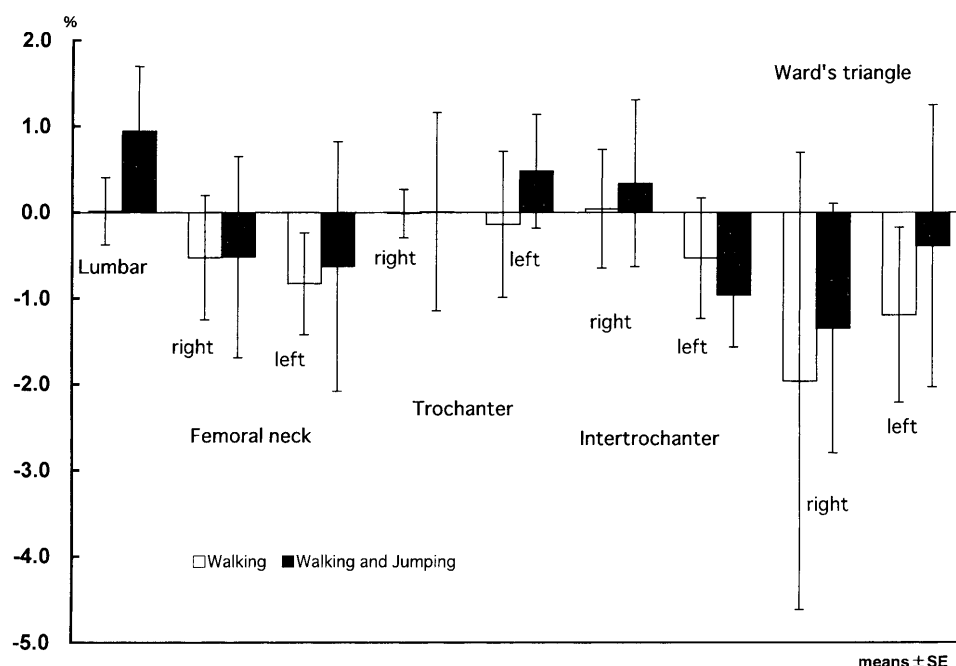 %
2.0
Ward's triangle
1.0
0.0
Lumbar
right
left
right
left
-1.0
right
left
right
left
-2.0
Trochanter
Femoral neck
Intertrochanter
-3.0
right
left
-4.0
Walking
Walking and Jumping
-5.0
means ± SE